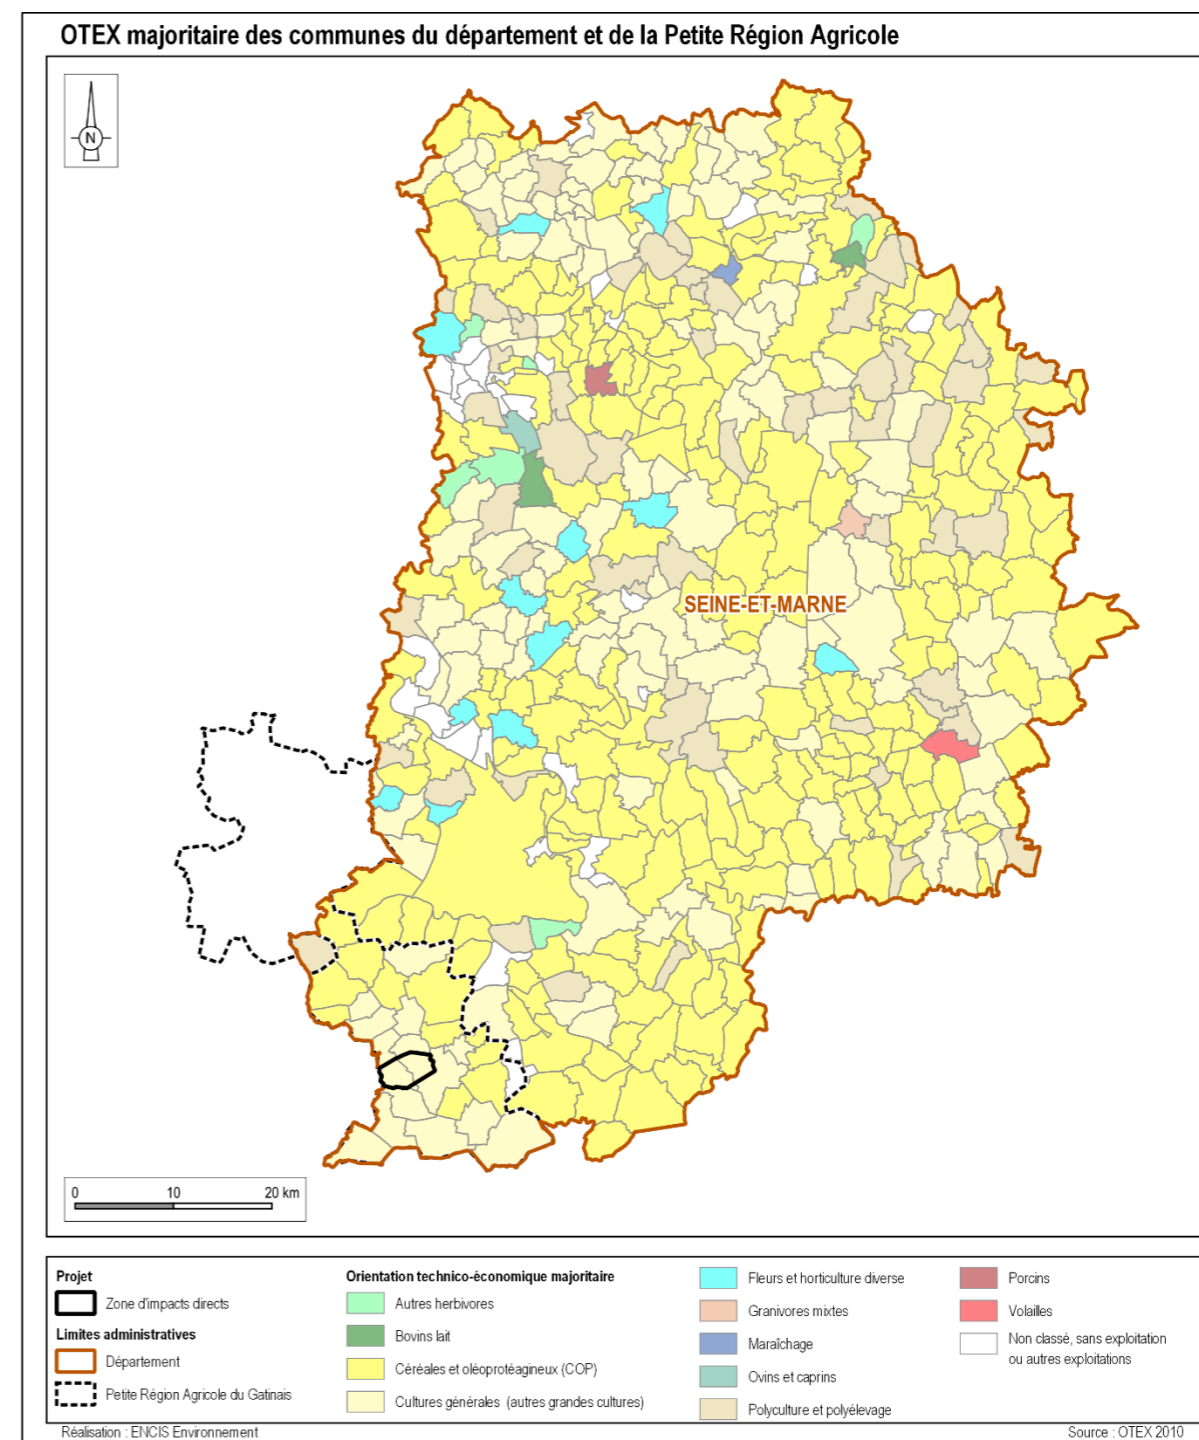 OTEX majoritaire des communes du département et de la Petite Région Agricole
N
SEINE-ET-MARNE
0 10 20 km
Projet
Zone d'impacts directs
Limites administratives
Département
Petite Région Agricole du Gatinais
Orientation technico-économique majoritaire
Autres herbivores
Bovins lait
Céréales et oléoprotéagineux (COP)
Cultures générales (autres grandes cultures)
Fleurs et horticulture diverse
Granivores mixtes
Maraîchage
Ovins et caprins
Polyculture et polyélevage
Porcins
Volailles
Non classé, sans exploitation
ou autres exploitations
Réalisation : ENCIS Environnement
Source : OTEX 2010